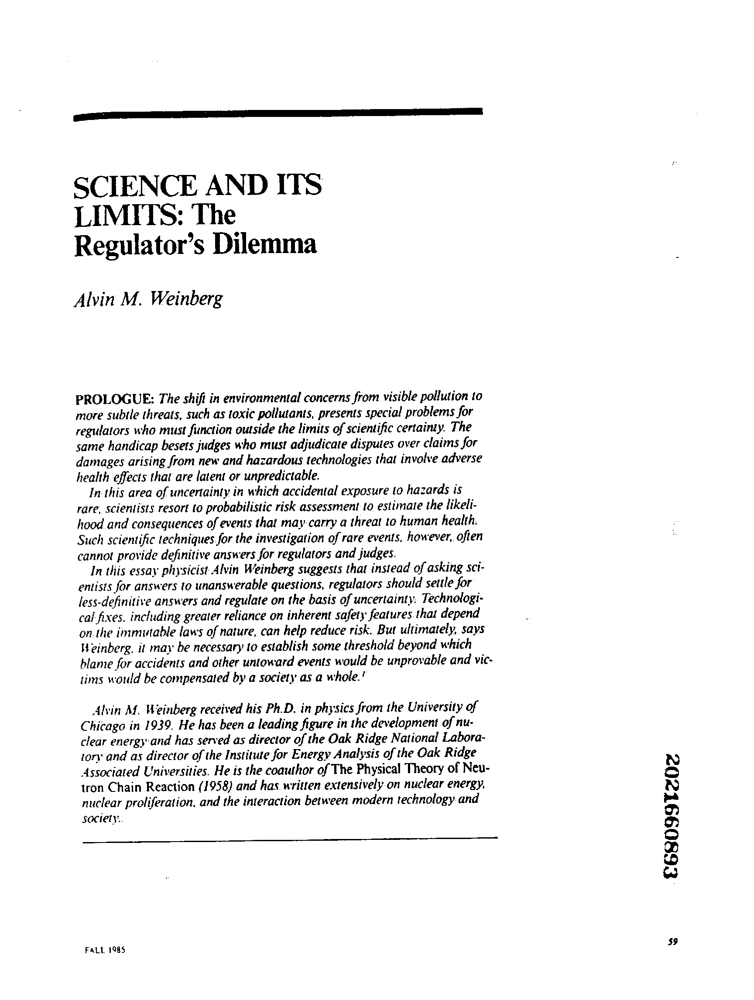 SCIENCE AND ITS
LIMITS: The
Regulator's Dilemma
Alvin M. Weinberg
PROLOGUE: The shift in environmental concerns from visible pollution to
more subtle threats, such as toxic pollutants, presents special problems for
regulators who must function outside the limits of scientific certainty. The
same handicap besets judges who must adjudicate disputes over claims for
damages arising from new and hazardous technologies that involve adverse
health effects that are latent or unpredictable.
In this area of uncertainty in which accidental exposure to hazards is
rare, scientists resort to probabilistic risk assessment to estimate the likeli-
hood and consequences of events that may carry a threat to human health.
Such scientific techniques for the investigation of rare events, however, often
cannot provide definitive answers for regulators and judges.
In this essay physicist Alvin Weinberg suggests that instead of asking sci-
entists for answers to unanswerable questions, regulators should settle for
less-definitive answers and regulate on the basis of uncertainty. Technologi-
cal fixes, including greater reliance on inherent safety features that depend
on the immutable laws of nature, can help reduce risk. But ultimately, says
Weinberg, it may be necessary to establish some threshold beyond which
blame for accidents and other untoward events would be unprovable and vic-
tims would be compensated by a society as a whole.¹
Alvin M. Weinberg received his Ph.D. in physics from the University of
Chicago in 1939. He has been a leading figure in the development of nu-
clear energy and has served as director of the Oak Ridge National Labora-
tory and as director of the Institute for Energy Analysis of the Oak Ridge
Associated Universities. He is the coauthor of The Physical Theory of Neu-
tron Chain Reaction (1958) and has written extensively on nuclear energy,
nuclear proliferation, and the interaction between modern technology and
society.
2021660893
FALL 1985
59